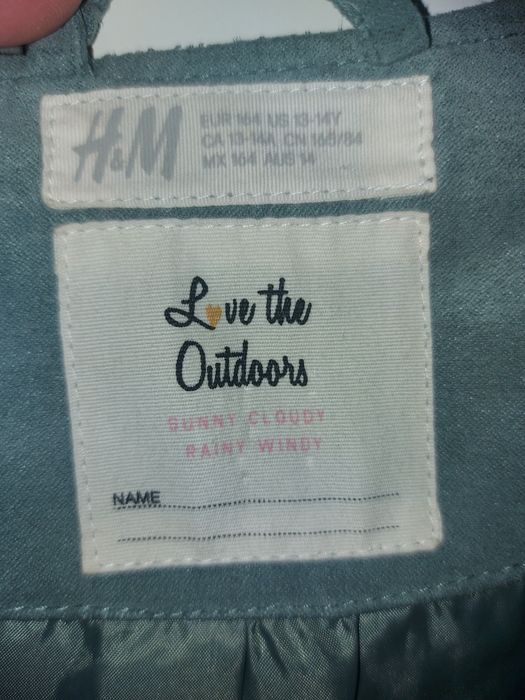 H&M
EUR 164 US 13-14Y
CA 13-14A CN 165/84
MX 164 AUS 14
Love the
Outdoors
SUNNY CLOUDY
RAINY WINDY
NAME